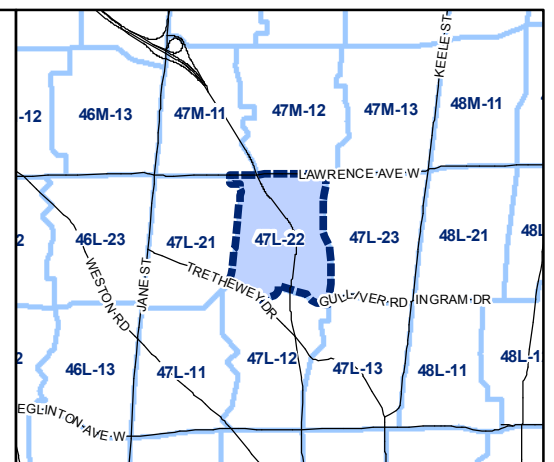 KEELE ST
-12
46M-13
47M-11
47M-12
47M-13
48M-11
LAWRENCE AVE W
2
46L-23
47L-21
47L-22
47L-23
48L-21
48L
WESTON RD
JANE ST
TRETHEWEY DR
GULLIVER RD
INGRAM DR
2
46L-13
47L-11
47L-12
47L-13
48L-11
48L-1
EGLINTON AVE W